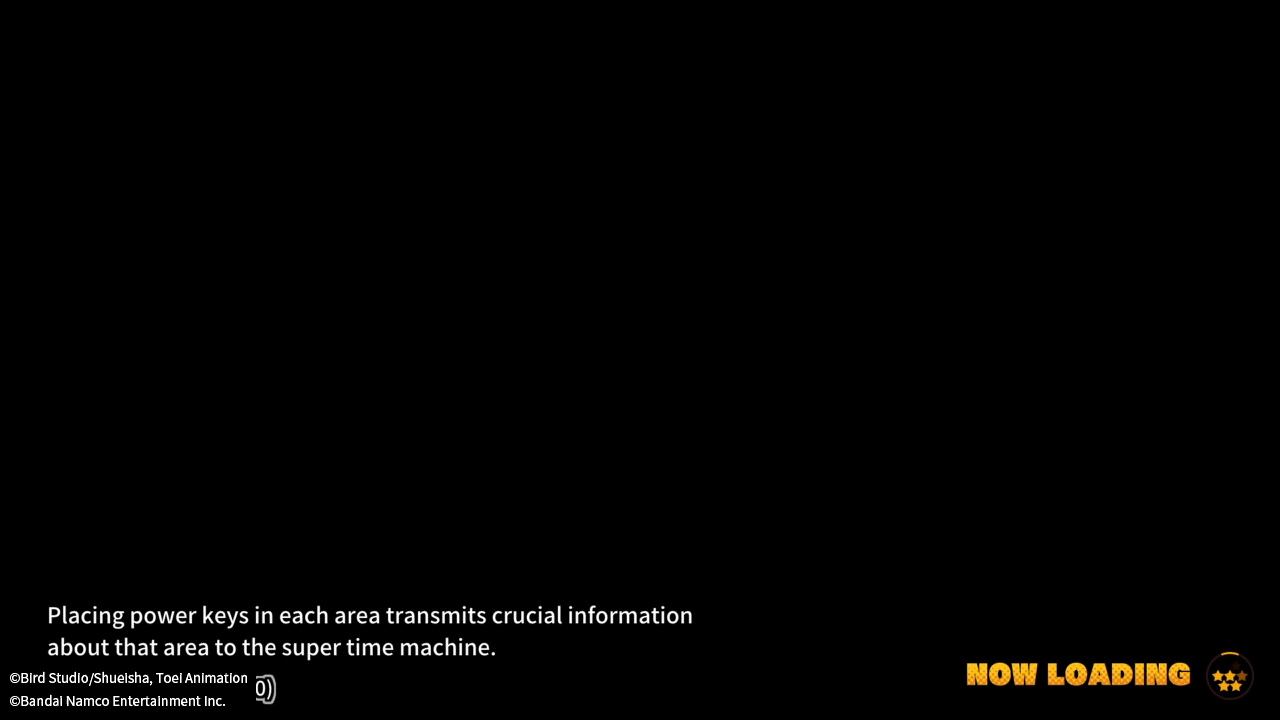 Placing power keys in each area transmits crucial information
about that area to the super time machine.
©Bird Studio/Shueisha, Toei Animation
©Bandai Namco Entertainment Inc.
NOW LOADING